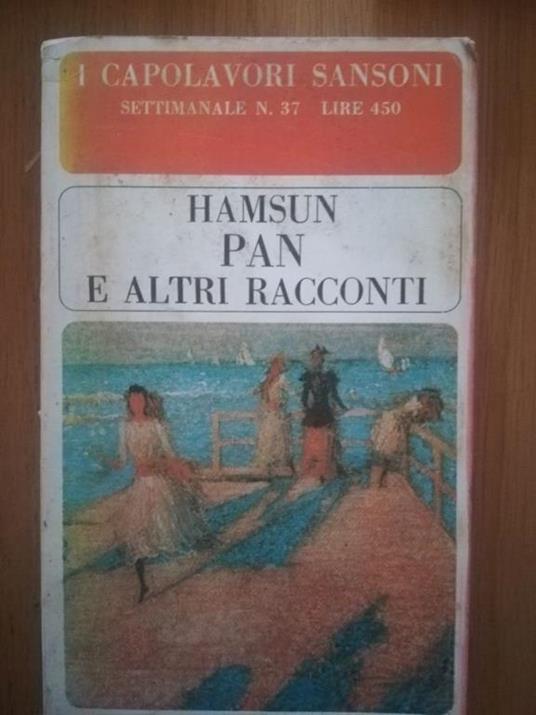 I CAPOLAVORI SANSONI
SETTIMANALE N. 37 LIRE 450
HAMSUN
PAN
E ALTRI RACCONTI